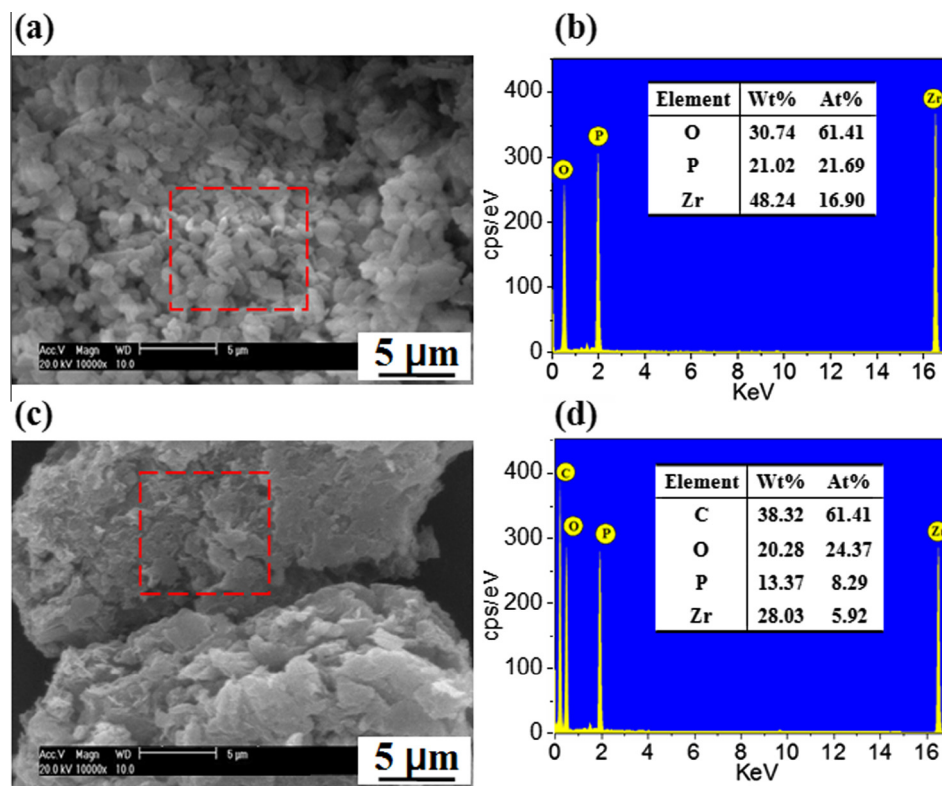 (a)
Acc.V Magn WD 5 µm
20.0 kV 10000x 10.0
5 µm
(b)
cps/eV
400
300
200
100
0
O
P
Zr
Element Wt% At%
O 30.74 61.41
P 21.02 21.69
Zr 48.24 16.90
0 2 4 6 8 10 12 14 16
KeV
(c)
Acc.V Magn WD 5 µm
20.0 kV 10000x 10.0
5 µm
(d)
cps/eV
400
300
200
100
0
C
O
P
Zr
Element Wt% At%
C 38.32 61.41
O 20.28 24.37
P 13.37 8.29
Zr 28.03 5.92
0 2 4 6 8 10 12 14 16
KeV